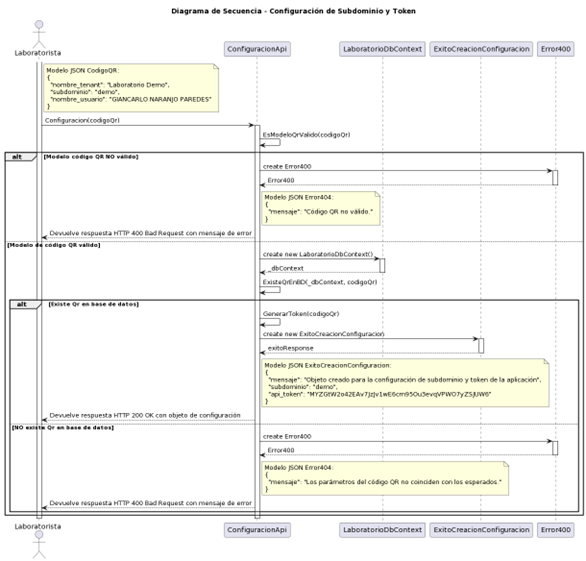 Diagrama de Secuencia - Configuración de Subdominio y Token
Laboratorista
ConfiguracionApi
LaboratorioDbContext
ExitoCreacionConfiguracion
Error400
Modelo JSON CodigoQR:
{
"nombre_tenant": "Laboratorio Demo",
"subdominio": "demo",
"nombre_usuario": "GIANCARLO NARANJO PAREDES"
}
Configuracion(codigoQr)
EsModeloQrValido(codigoQr)
alt
[Modelo código QR NO válido]
create Error400
Error400
Modelo JSON Error404:
{
"mensaje": "Código QR no válido."
}
Devuelve respuesta HTTP 400 Bad Request con mensaje de error
[Modelo de código QR válido]
create new LaboratorioDbContext()
_dbContext
ExisteQrEnBD(_dbContext, codigoQr)
alt
[Existe Qr en base de datos]
GenerarToken(codigoQr)
create new ExitoCreacionConfiguracion
exitoResponse
Modelo JSON ExitoCreacionConfiguracion:
{
"mensaje": "Objeto creado para la configuración de subdominio y token de la aplicación",
"subdominio": "demo",
"api_token":
}
Devuelve respuesta HTTP 200 OK con objeto de configuración
[NO existe Qr en base de datos]
create Error400
Error400
Modelo JSON Error404:
{
"mensaje": "Los parámetros del código QR no coinciden con los esperados."
}
Devuelve respuesta HTTP 400 Bad Request con mensaje de error
Laboratorista
ConfiguracionApi
LaboratorioDbContext
ExitoCreacionConfiguracion
Error400